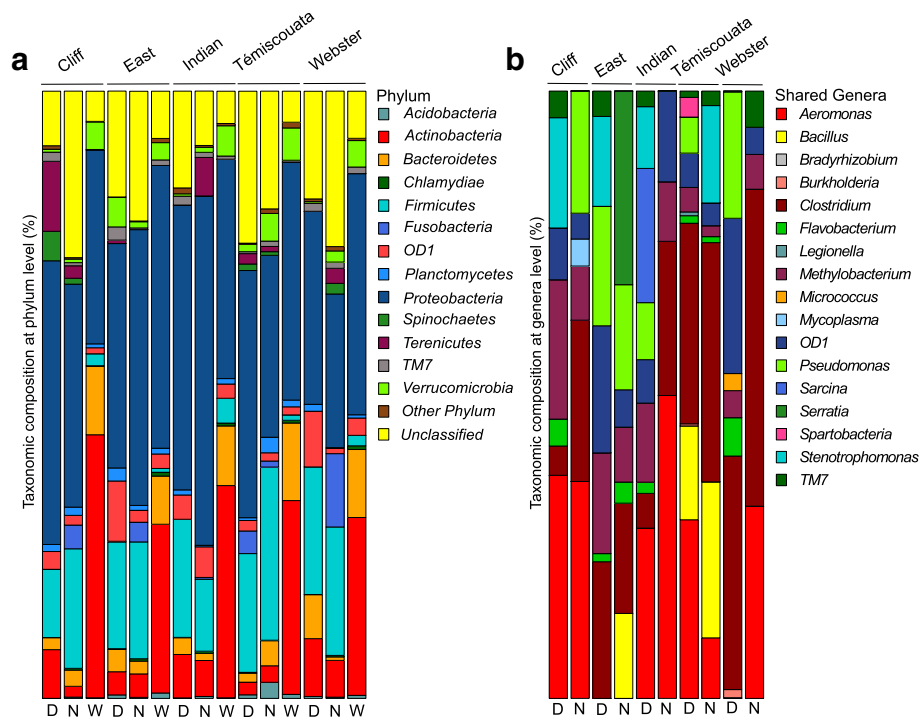 a
Cliff
East
Indian
Témiscouata
Webster
Taxonomic composition at phylum level (%)
D N W D N W D N W D N W D N W
Phylum
Acidobacteria
Actinobacteria
Bacteroidetes
Chlamydiae
Firmicutes
Fusobacteria
OD1
Planctomycetes
Proteobacteria
Spinochaetes
Terenicutes
TM7
Verrucomicrobia
Other Phylum
Unclassified
b
Cliff
East
Indian
Témiscouata
Webster
Taxonomic composition at genera level (%)
D N D N D N D N D N
Shared Genera
Aeromonas
Bacillus
Bradyrhizobium
Burkholderia
Clostridium
Flavobacterium
Legionella
Methylobacterium
Micrococcus
Mycoplasma
OD1
Pseudomonas
Sarcina
Serratia
Spartobacteria
Stenotrophomonas
TM7